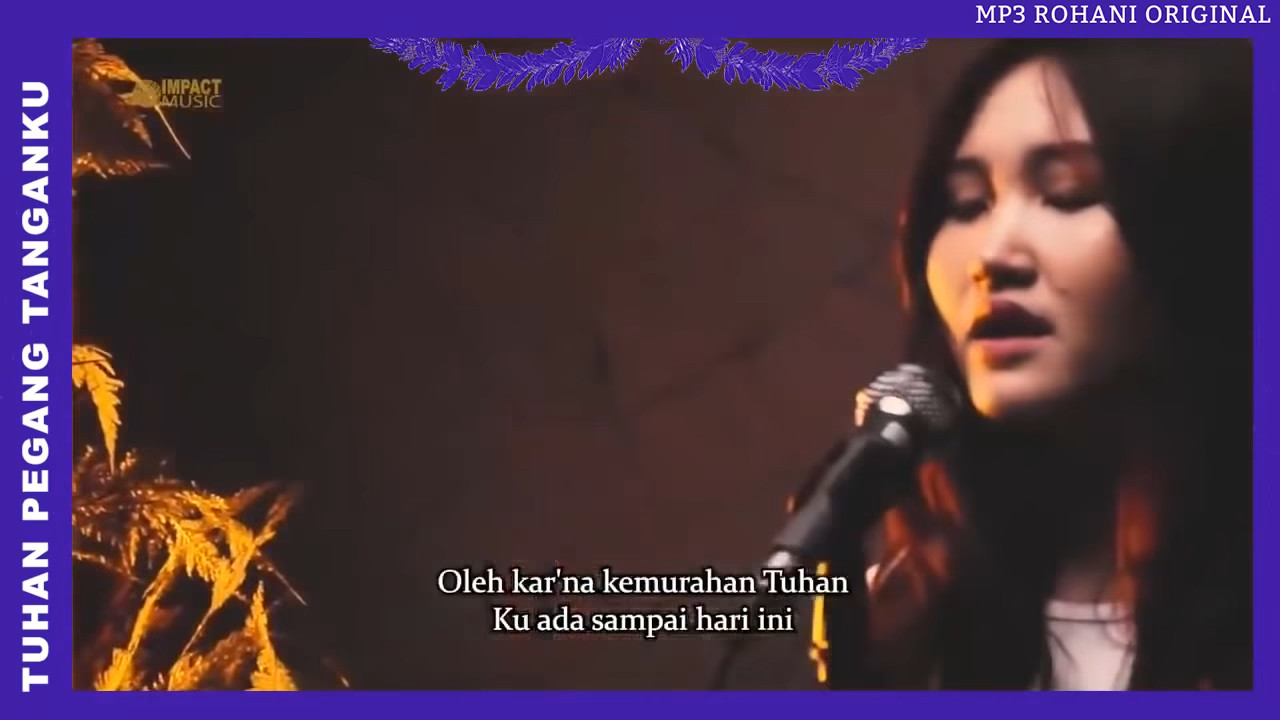 MP3 ROHANI ORIGINAL
TUHAN PEGANG TANGANKU
IMPACT
MUSIC
Oleh kar'na kemurahan Tuhan
Ku ada sampai hari ini